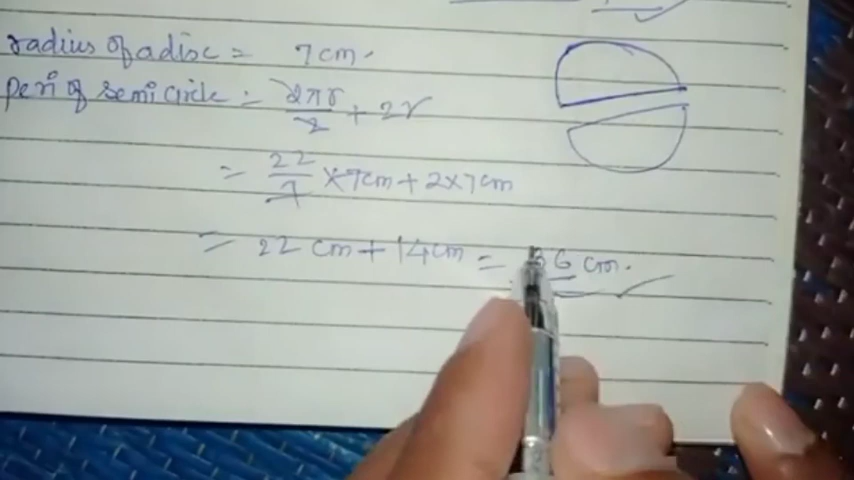 radius of a disc = 7cm.
peri of semicircle = 2πr/2 + 2r
= 22/7 × 7cm + 2×7cm
= 22 cm + 14cm = 36 cm.